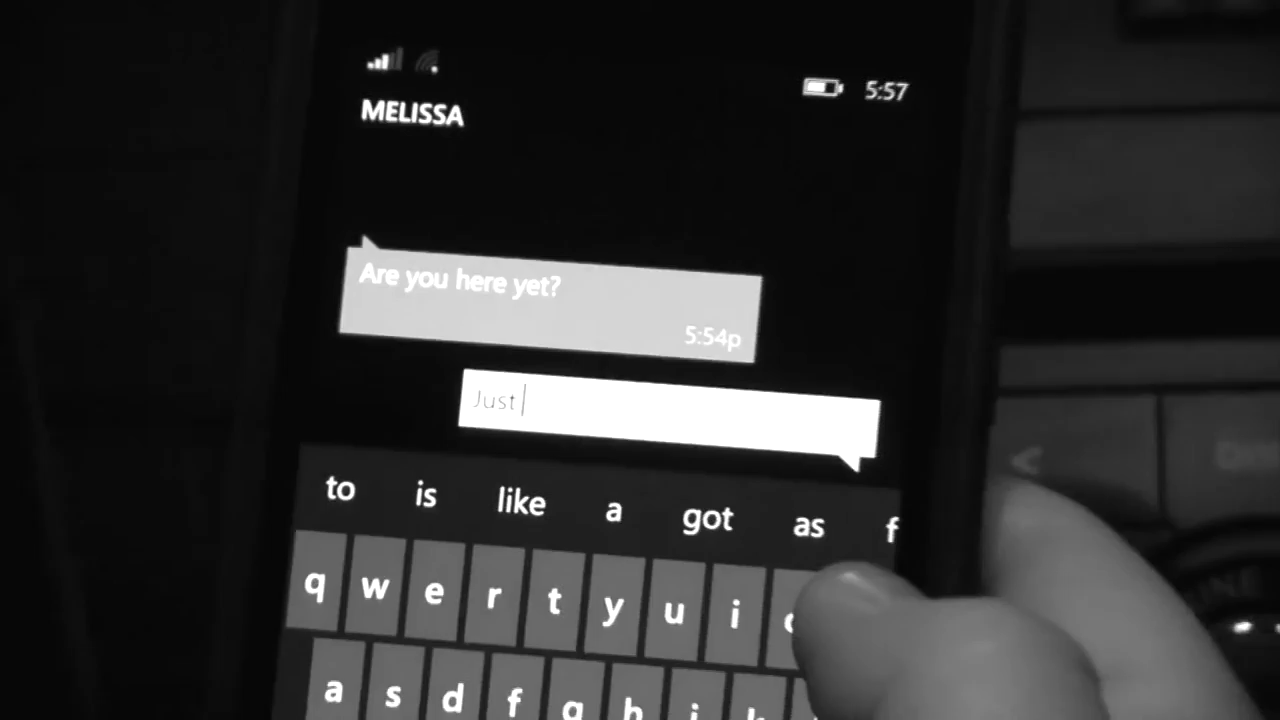 5:57
MELISSA
Are you here yet?
5:54p
Just
to is like a got as f
q w e r t y u i
a s d f g h j k
<